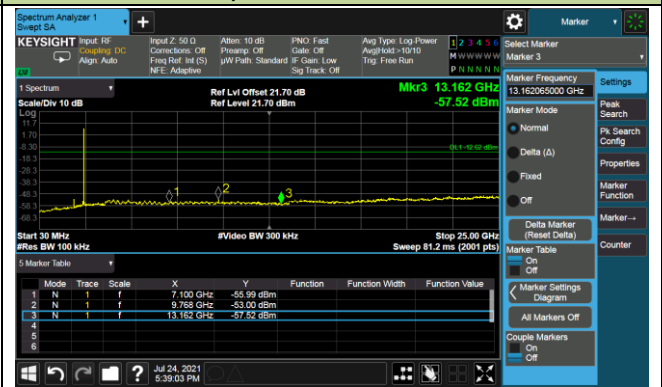 Spectrum Analyzer 1
Swept SA
Marker
KEYSIGHT
Input: RF
Coupling: DC
Align: Auto
Input Z: 50 Ω
Corrections: Off
Freq Ref: Int (S)
NFE: Adaptive
Atten: 10 dB
Preamp: Off
µW Path: Standard
PNO: Fast
Gate: Off
IF Gain: Low
Sig Track: Off
Avg Type: Log-Power
Avg|Hold:>10/10
Trig: Free Run
1 2 3 4 5 6
M W W W W W
P N N N N N
Select Marker
Marker 3
LW
1 Spectrum
Scale/Div 10 dB
Ref Lvl Offset 21.70 dB
Ref Level 21.70 dBm
Mkr3 13.162 GHz
-57.52 dBm
Log
11.7
1.70
-8.30
-18.3
-28.3
-38.3
-48.3
-58.3
-68.3
DL1 -12.62 dBm
1
2
3
Start 30 MHz
#Res BW 100 kHz
#Video BW 300 kHz
Stop 25.00 GHz
Sweep 81.2 ms (2001 pts)
5 Marker Table
Mode Trace Scale X Y Function Function Width Function Value
1 N 1 f 7.100 GHz -55.99 dBm
2 N 1 f 9.768 GHz -53.00 dBm
3 N 1 f 13.162 GHz -57.52 dBm
4
5
6
Marker Frequency
13.162065000 GHz
Marker Mode
Normal
Delta (Δ)
Fixed
Off
Delta Marker
(Reset Delta)
Marker Table
On
Off
Marker Settings
Diagram
All Markers Off
Couple Markers
On
Off
Settings
Peak
Search
Pk Search
Config
Properties
Marker
Function
Marker→
Counter
Jul 24, 2021
5:39:03 PM